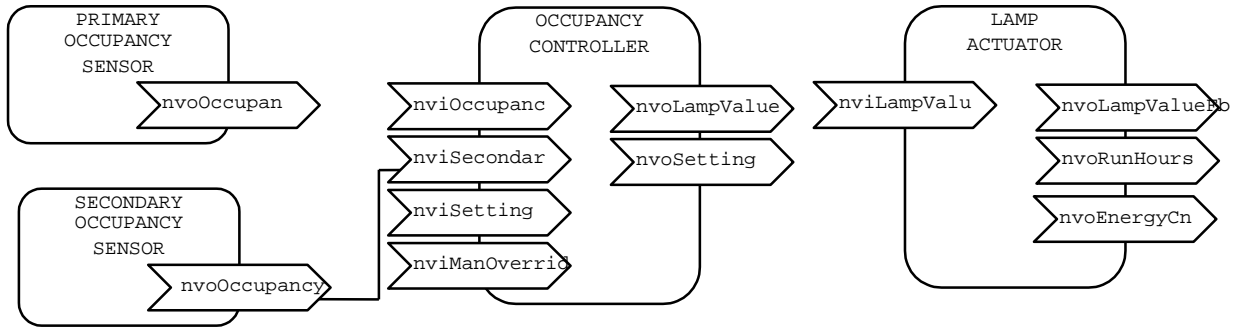 PRIMARY
OCCUPANCY
SENSOR
nvoOccupan
SECONDARY
OCCUPANCY
SENSOR
nvoOccupancy
OCCUPANCY
CONTROLLER
nviOccupanc
nviSecondar
nviSetting
nviManOverrid
nvoLampValue
nvoSetting
LAMP
ACTUATOR
nviLampValu
nvoLampValueFb
nvoRunHours
nvoEnergyCn